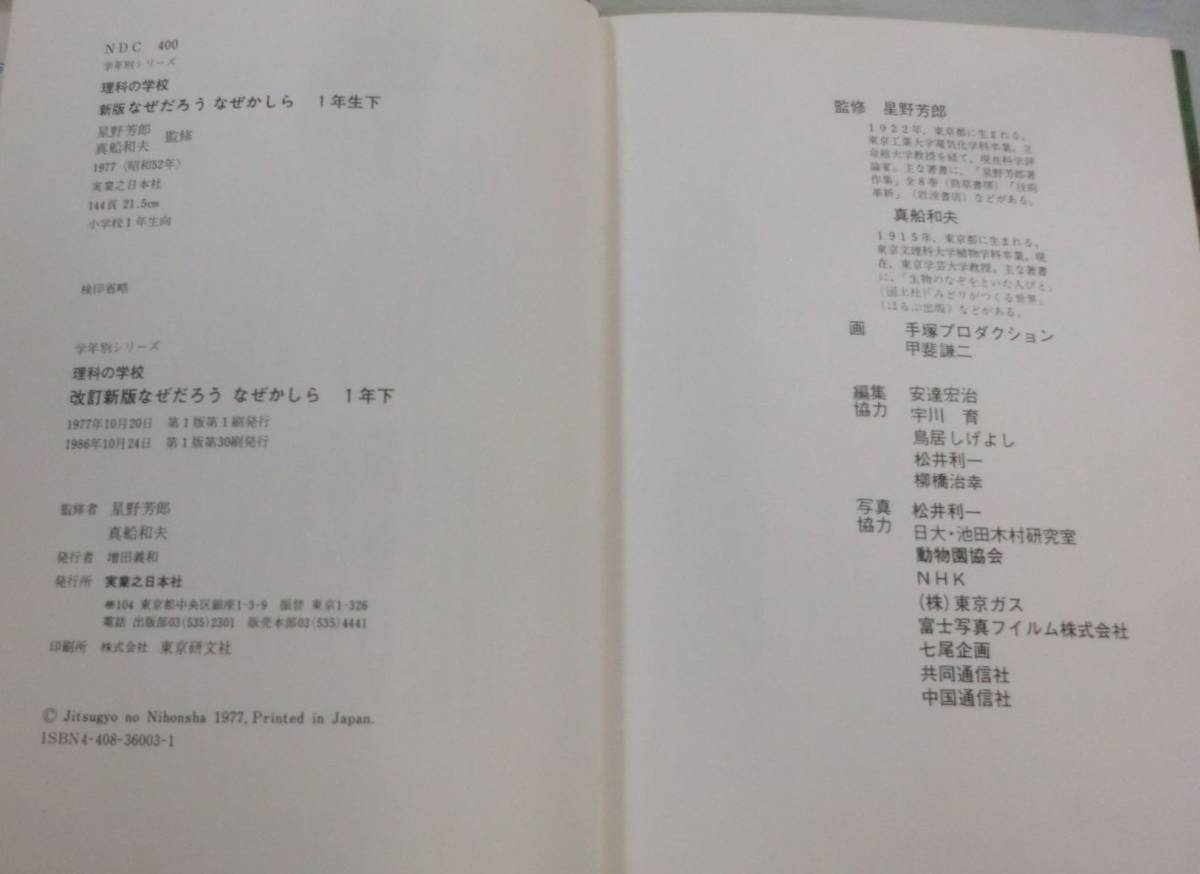 NDC 400
学年別シリーズ
理科の学校
新版なぜだろう なぜかしら 1年生下
星野芳郎
真船和夫 監修
1977（昭和52年）
実業之日本社
144頁 21.5cm
小学校1年生向
検印省略
学年別シリーズ
理科の学校
改訂新版なぜだろう なぜかしら 1年下
1977年10月20日 第1版第1刷発行
1986年10月24日 第1版第30刷発行
監修者 星野芳郎
真船和夫
発行者 増田義和
発行所 実業之日本社
〠104 東京都中央区銀座1-3-9 振替 東京1-326
電話 出版部03(535)2301 販売本部03(535)4441
印刷所 株式会社 東京研文社
© Jitsugyo no Nihonsha 1977, Printed in Japan.
ISBN4-408-36003-1
監修 星野芳郎
1922年，東京都に生まれる。
東京工業大学電気化学科卒業。立
命館大学教授を経て，現在科学評
論家。主な著書に，「星野芳郎著
作集」全8巻（勁草書房）「技術
革新」（岩波書店）などがある。
真船和夫
1915年，東京都に生まれる。
東京文理科大学植物学科卒業。現
在，東京学芸大学教授。主な著書
に，「生物のなぞをといた人びと」
（国土社）「みどりがつくる世界」
（ほるぷ出版）などがある。
画 手塚プロダクション
甲斐謙二
編集 安達宏治
協力 宇川 育
鳥居しげよし
松井利一
柳橋治幸
写真 松井利一
協力 日大・池田木村研究室
動物園協会
NHK
(株)東京ガス
富士写真フイルム株式会社
七尾企画
共同通信社
中国通信社